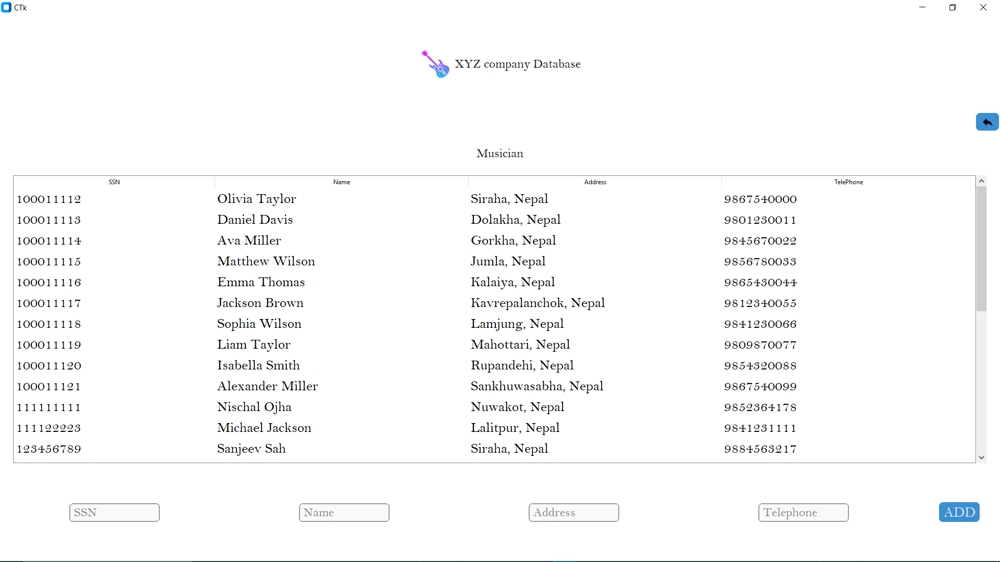 CTk
XYZ company Database
Musician
SSN Name Address TelePhone
100011112 Olivia Taylor Siraha, Nepal 9867540000
100011113 Daniel Davis Dolakha, Nepal 9801230011
100011114 Ava Miller Gorkha, Nepal 9845670022
100011115 Matthew Wilson Jumla, Nepal 9856780033
100011116 Emma Thomas Kalaiya, Nepal 9865430044
100011117 Jackson Brown Kavrepalanchok, Nepal 9812340055
100011118 Sophia Wilson Lamjung, Nepal 9841230066
100011119 Liam Taylor Mahottari, Nepal 9809870077
100011120 Isabella Smith Rupandehi, Nepal 9854320088
100011121 Alexander Miller Sankhuwasabha, Nepal 9867540099
111111111 Nischal Ojha Nuwakot, Nepal 9852364178
111122223 Michael Jackson Lalitpur, Nepal 9841231111
123456789 Sanjeev Sah Siraha, Nepal 9884563217
SSN Name Address Telephone ADD